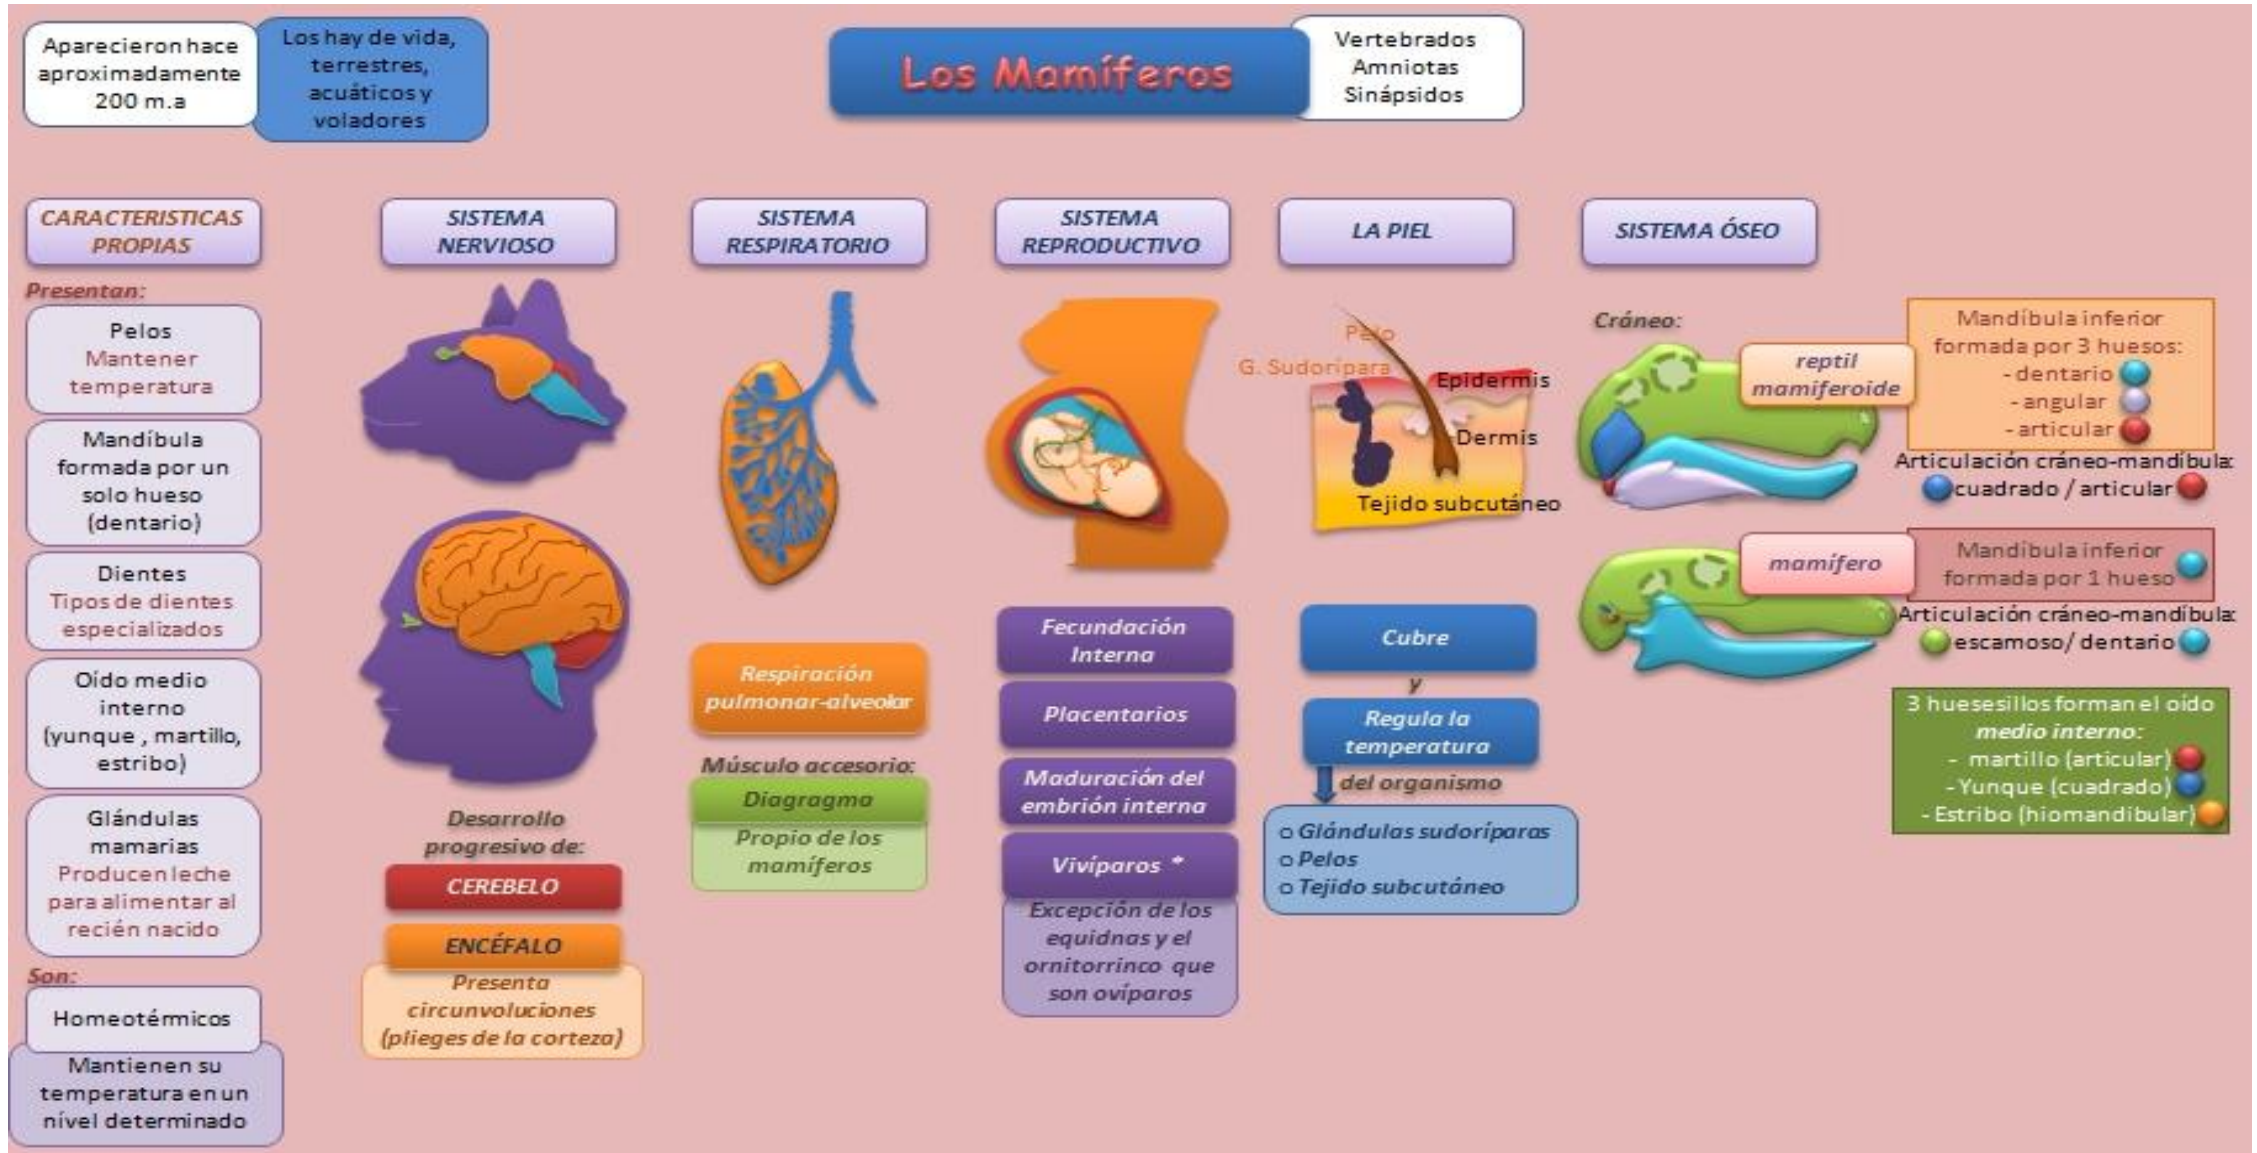 Aparecieron hace
aproximadamente
200 m.a
Los hay de vida,
terrestres,
acuáticos y
voladores
Los Mamíferos
Vertebrados
Amniotas
Sinápsidos
CARACTERISTICAS
PROPIAS
Presentan:
Pelos
Mantener
temperatura
Mandíbula
formada por un
solo hueso
(dentario)
Dientes
Tipos de dientes
especializados
Oído medio
interno
(yunque , martillo,
estribo)
Glándulas
mamarias
Producen leche
para alimentar al
recién nacido
Son:
Homeotérmicos
Mantienen su
temperatura en un
nível determinado
SISTEMA
NERVIOSO
Desarrollo
progresivo de:
CEREBELO
ENCÉFALO
Presenta
circunvoluciones
(plieges de la corteza)
SISTEMA
RESPIRATORIO
Respiración
pulmonar-alveolar
Músculo accesorio:
Diagragma
Propio de los
mamíferos
SISTEMA
REPRODUCTIVO
Fecundación
Interna
Placentarios
Maduración del
embrión interna
Vivíparos *
Excepción de los
equidnas y el
ornitorrinco que
son ovíparos
LA PIEL
Pelo
G. Sudorípara
Epidermis
Dermis
Tejido subcutáneo
Cubre
y
Regula la
temperatura
del organismo
o Glándulas sudoríparas
o Pelos
o Tejido subcutáneo
SISTEMA ÓSEO
Cráneo:
reptil
mamiferoide
Mandíbula inferior
formada por 3 huesos:
- dentario
- angular
- articular
Articulación cráneo-mandíbula:
cuadrado / articular
mamífero
Mandíbula inferior
formada por 1 hueso
Articulación cráneo-mandíbula:
escamoso/ dentario
3 huesesillos forman el oído
medio interno:
- martillo (articular)
- Yunque (cuadrado)
- Estribo (hiomandibular)